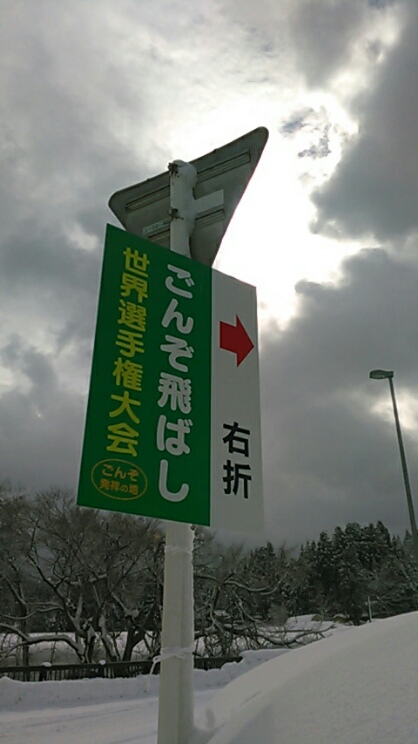 ごんぞ飛ばし
世界選手権大会
ごんぞ
発祥の地
右折